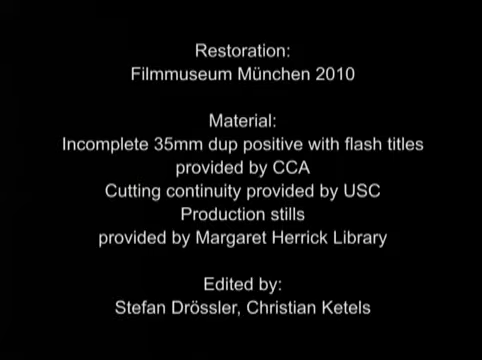 Restoration:
Filmmuseum München 2010
Material:
Incomplete 35mm dup positive with flash titles
provided by CCA
Cutting continuity provided by USC
Production stills
provided by Margaret Herrick Library
Edited by:
Stefan Drössler, Christian Ketels